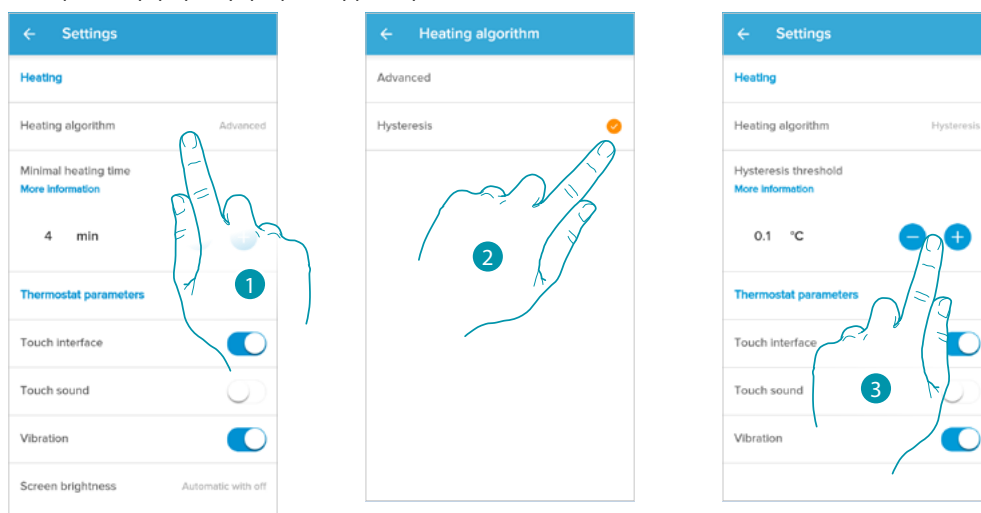 ← Settings
Heating
Heating algorithm Advanced
Minimal heating time
More information
4 min
1
Thermostat parameters
Touch interface
Touch sound
Vibration
Screen brightness Automatic with off
← Heating algorithm
Advanced
Hysteresis
2
← Settings
Heating
Heating algorithm Hysteresis
Hysteresis threshold
More information
0.1 °C
− +
Thermostat parameters
Touch interface
Touch sound
3
Vibration